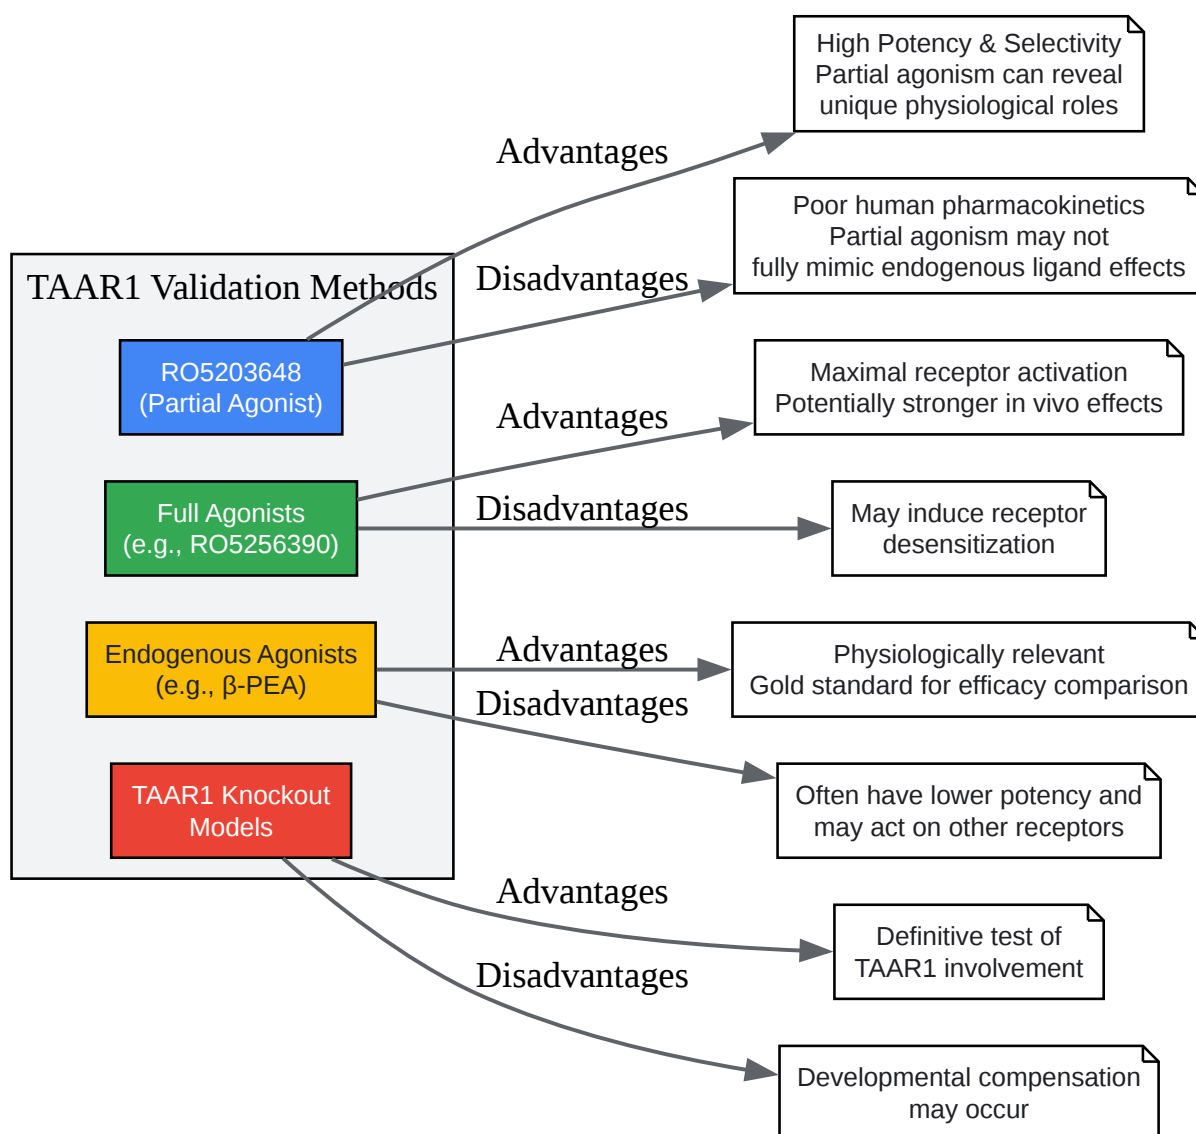 TAAR1 Validation Methods
RO5203648
(Partial Agonist)
Advantages
High Potency & Selectivity
Partial agonism can reveal
unique physiological roles
Disadvantages
Poor human pharmacokinetics
Partial agonism may not
fully mimic endogenous ligand effects
Full Agonists
(e.g., RO5256390)
Advantages
Maximal receptor activation
Potentially stronger in vivo effects
Disadvantages
May induce receptor
desensitization
Endogenous Agonists
(e.g., β-PEA)
Advantages
Physiologically relevant
Gold standard for efficacy comparison
Disadvantages
Often have lower potency and
may act on other receptors
TAAR1 Knockout
Models
Advantages
Definitive test of
TAAR1 involvement
Disadvantages
Developmental compensation
may occur